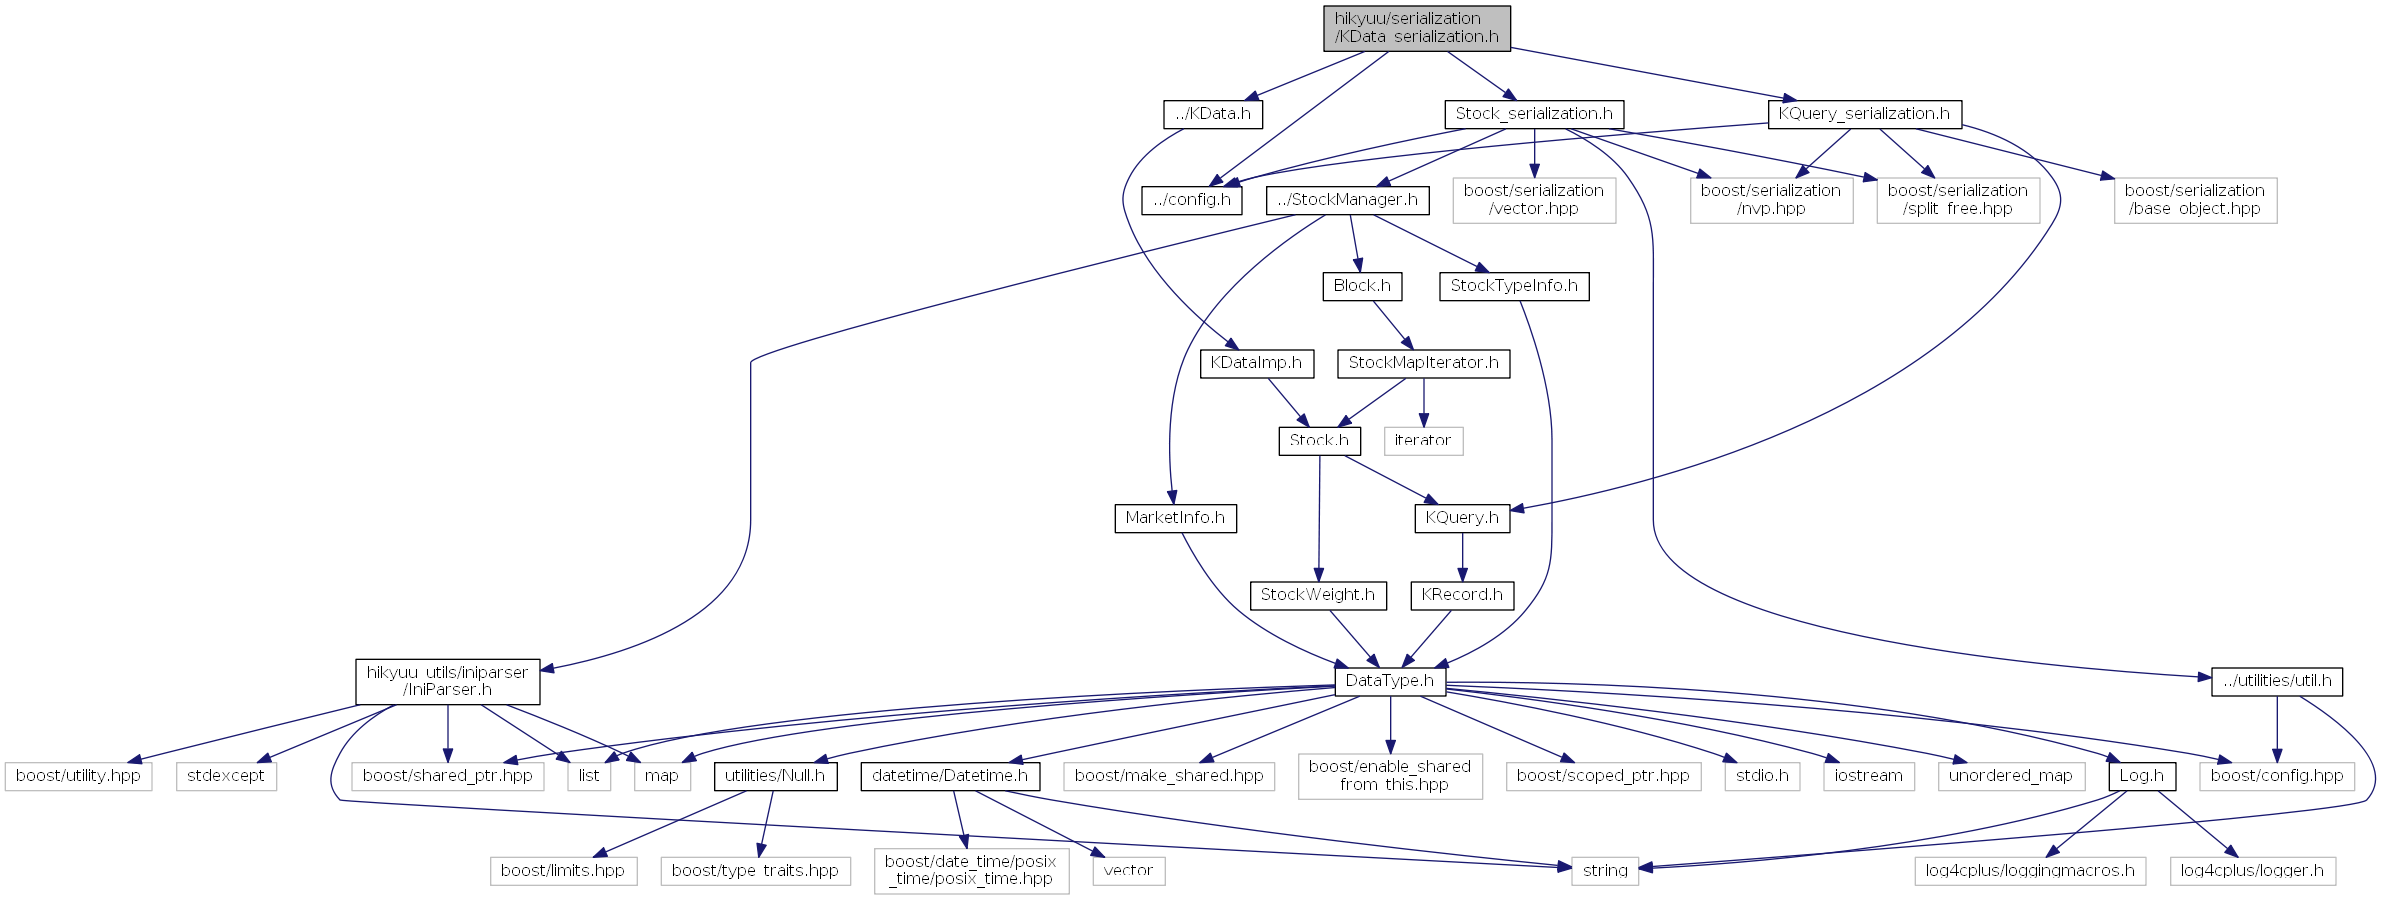 hikyuu/serialization
/KData_serialization.h
../KData.h
Stock_serialization.h
KQuery_serialization.h
../config.h
../StockManager.h
boost/serialization
/vector.hpp
boost/serialization
/nvp.hpp
boost/serialization
/split_free.hpp
boost/serialization
/base_object.hpp
Block.h
StockTypeInfo.h
KDataImp.h
StockMapIterator.h
Stock.h
iterator
MarketInfo.h
KQuery.h
StockWeight.h
KRecord.h
hikyuu_utils/iniparser
/IniParser.h
DataType.h
../utilities/util.h
boost/utility.hpp
stdexcept
boost/shared_ptr.hpp
list
map
utilities/Null.h
datetime/Datetime.h
boost/make_shared.hpp
boost/enable_shared
_from_this.hpp
boost/scoped_ptr.hpp
stdio.h
iostream
unordered_map
Log.h
boost/config.hpp
boost/limits.hpp
boost/type_traits.hpp
boost/date_time/posix
_time/posix_time.hpp
vector
string
log4cplus/loggingmacros.h
log4cplus/logger.h